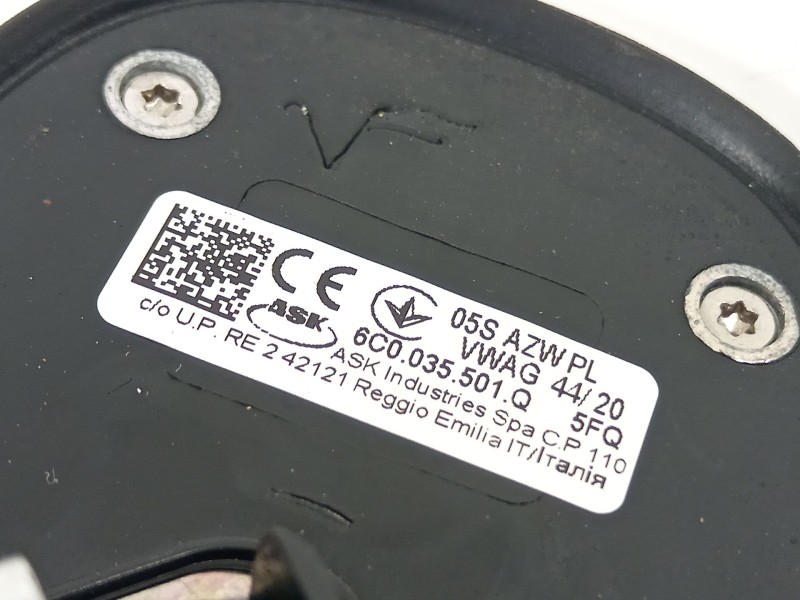 VF
05S AZW PL
CE VWAG 44/20
ASK 6C0.035.501.Q 5FQ
ASK Industries Spa C.P 110
c/o U.P. RE 2 42121 Reggio Emilia IT/Італія